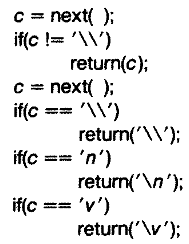 c = next( );
if(c != '\\')
return(c);
c = next( );
if(c == '\\')
return('\\');
if(c == 'n')
return('\n');
if(c == 'v')
return('\v');